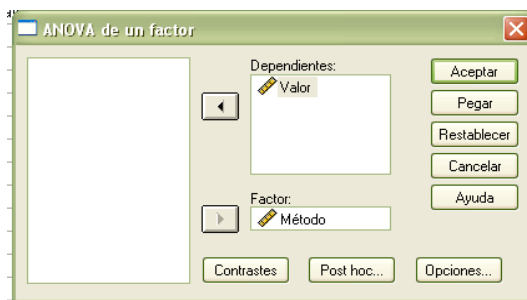 ANOVA de un factor
Dependientes:
Valor
Aceptar
Pegar
Restablecer
Cancelar
Ayuda
Factor:
Método
Contrastes
Post hoc...
Opciones...